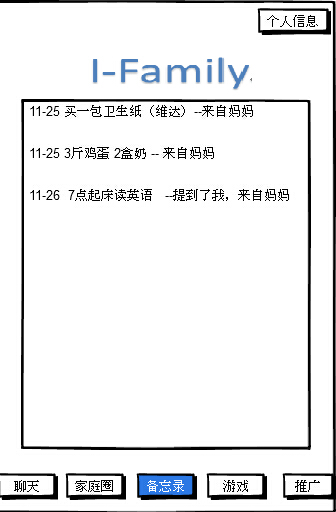 个人信息
I-Family
11-25 买一包卫生纸（维达）--来自妈妈
11-25 3斤鸡蛋 2盒奶 -- 来自妈妈
11-26 7点起床读英语 --提到了我，来自妈妈
聊天 家庭圈 备忘录 游戏 推广